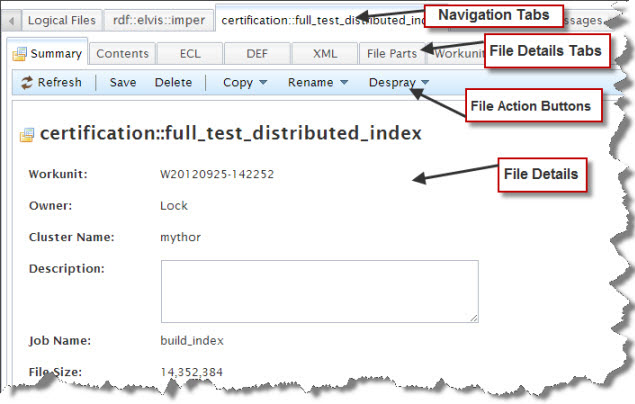 Logical Files rdf::elvis::imper certification::full_test_distributed_in Navigation Tabs essages
Summary Contents ECL DEF XML File Parts Workunit File Details Tabs
Refresh Save Delete Copy Rename Despray
File Action Buttons
certification::full_test_distributed_index
Workunit: W20120925-142252 File Details
Owner: Lock
Cluster Name: mythor
Description:
Job Name: build_index
File Size: 14,352,384